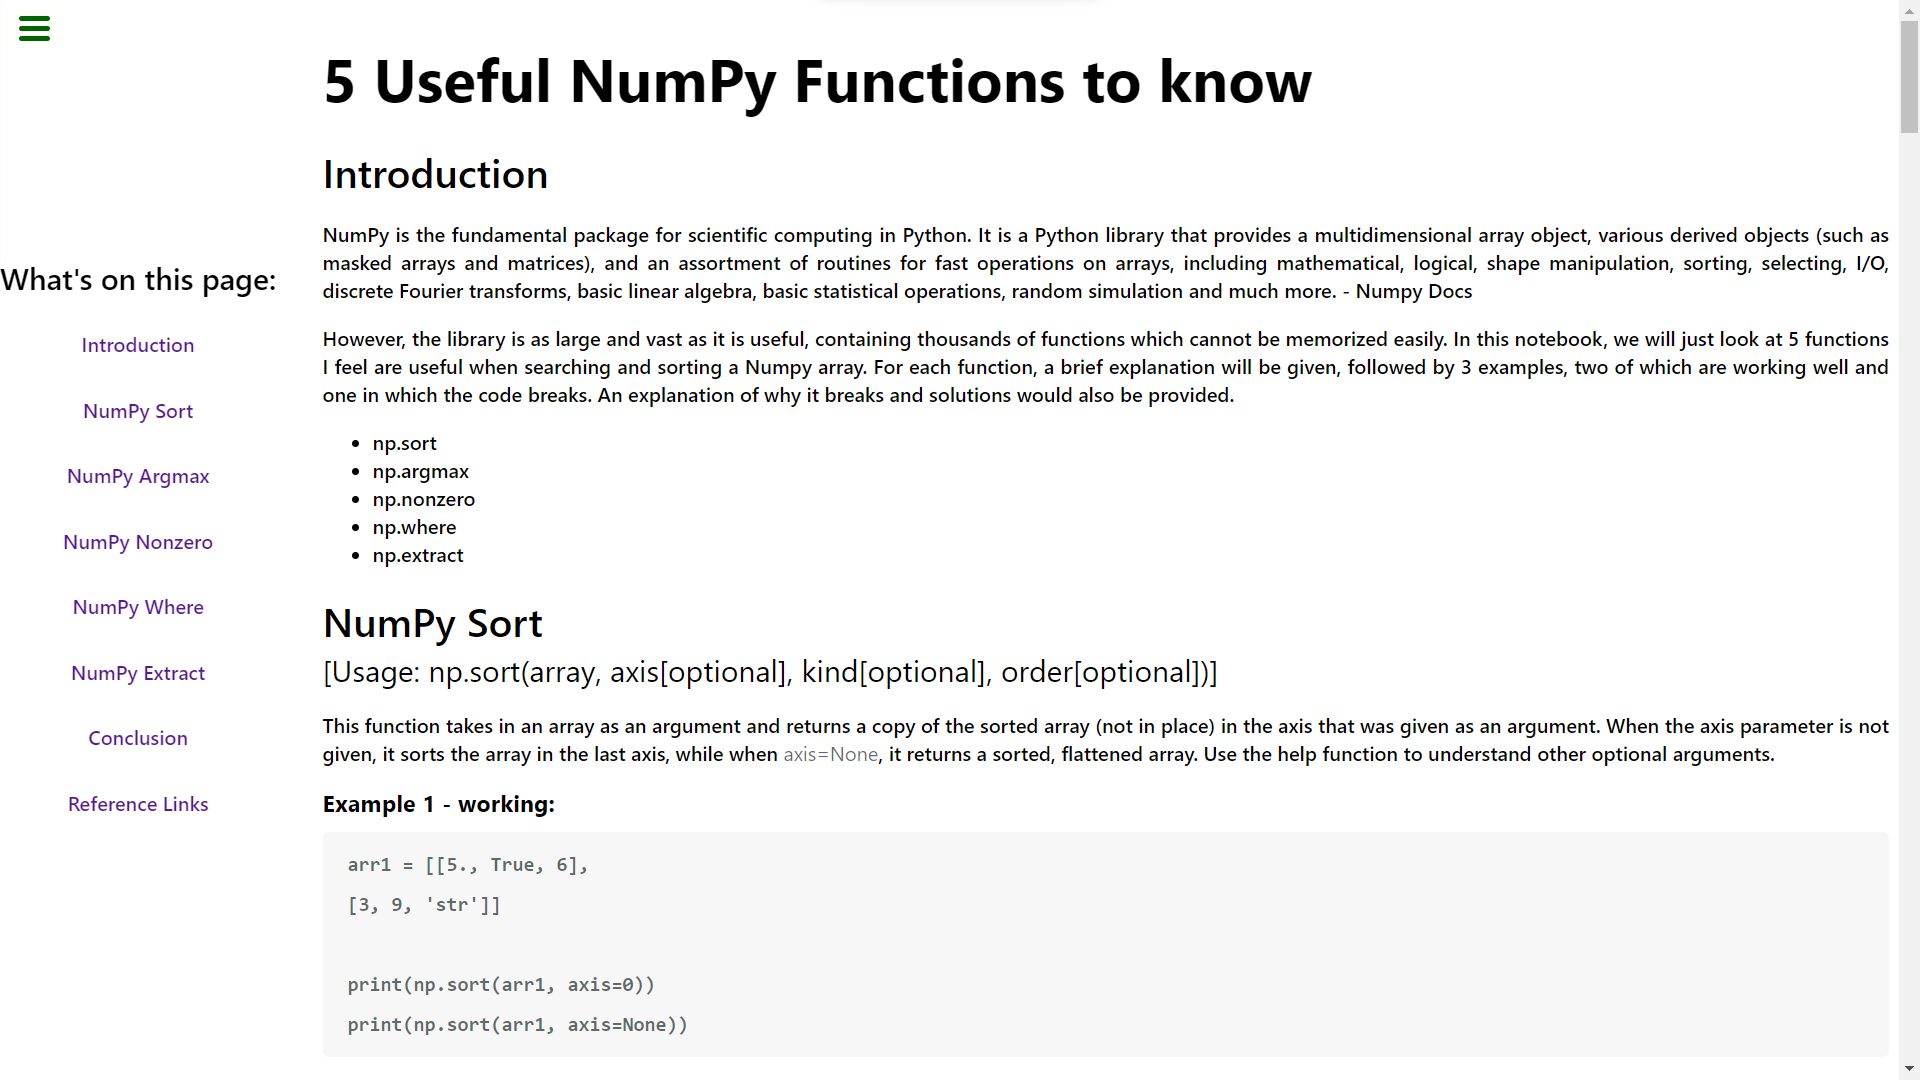 5 Useful NumPy Functions to know
Introduction
NumPy is the fundamental package for scientific computing in Python. It is a Python library that provides a multidimensional array object, various derived objects (such as
masked arrays and matrices), and an assortment of routines for fast operations on arrays, including mathematical, logical, shape manipulation, sorting, selecting, I/O,
discrete Fourier transforms, basic linear algebra, basic statistical operations, random simulation and much more. - Numpy Docs
However, the library is as large and vast as it is useful, containing thousands of functions which cannot be memorized easily. In this notebook, we will just look at 5 functions
I feel are useful when searching and sorting a Numpy array. For each function, a brief explanation will be given, followed by 3 examples, two of which are working well and
one in which the code breaks. An explanation of why it breaks and solutions would also be provided.
• np.sort
• np.argmax
• np.nonzero
• np.where
• np.extract
NumPy Sort
[Usage: np.sort(array, axis[optional], kind[optional], order[optional])]
This function takes in an array as an argument and returns a copy of the sorted array (not in place) in the axis that was given as an argument. When the axis parameter is not
given, it sorts the array in the last axis, while when axis=None, it returns a sorted, flattened array. Use the help function to understand other optional arguments.
Example 1 - working:
arr1 = [[5., True, 6],
[3, 9, 'str']]
print(np.sort(arr1, axis=0))
print(np.sort(arr1, axis=None))
What's on this page:
Introduction
NumPy Sort
NumPy Argmax
NumPy Nonzero
NumPy Where
NumPy Extract
Conclusion
Reference Links